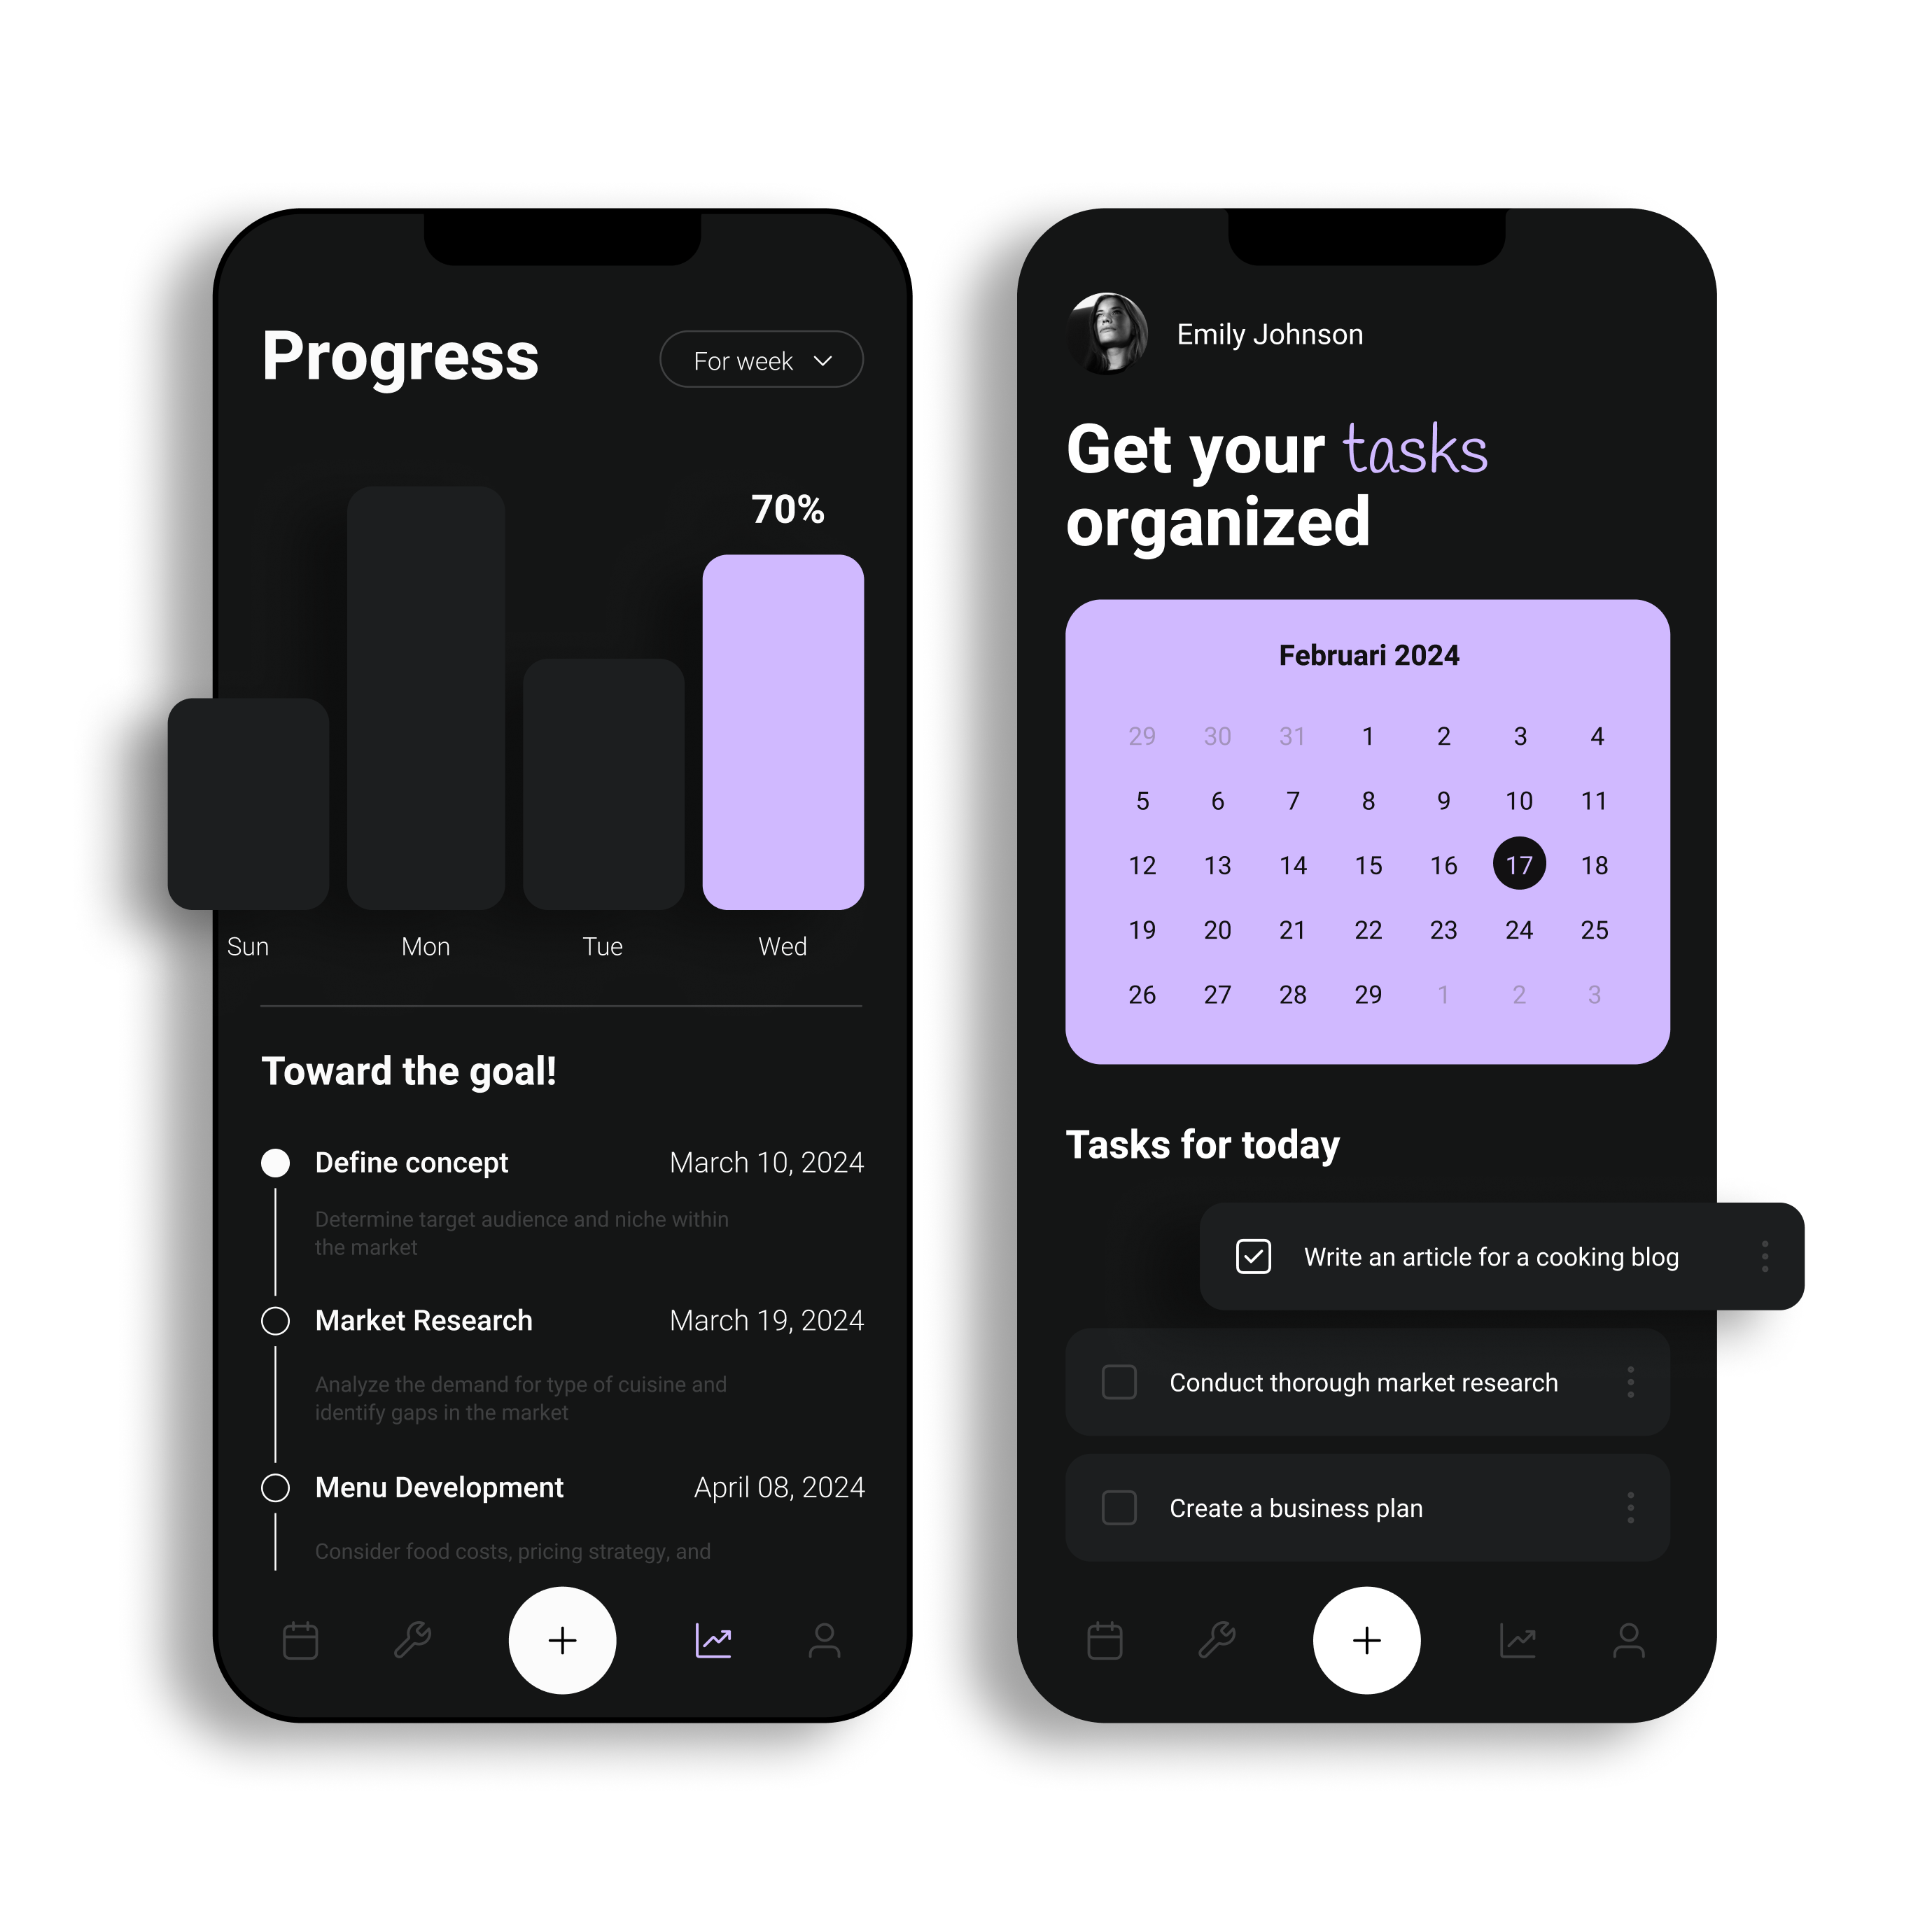 Progress
For week
70%
Sun Mon Tue Wed
Toward the goal!
Define concept March 10, 2024
Determine target audience and niche within
the market
Market Research March 19, 2024
Analyze the demand for type of cuisine and
identify gaps in the market
Menu Development April 08, 2024
Consider food costs, pricing strategy, and
Emily Johnson
Get your tasks
organized
Februari 2024
29 30 31 1 2 3 4
5 6 7 8 9 10 11
12 13 14 15 16 17 18
19 20 21 22 23 24 25
26 27 28 29 1 2 3
Tasks for today
Write an article for a cooking blog
Conduct thorough market research
Create a business plan